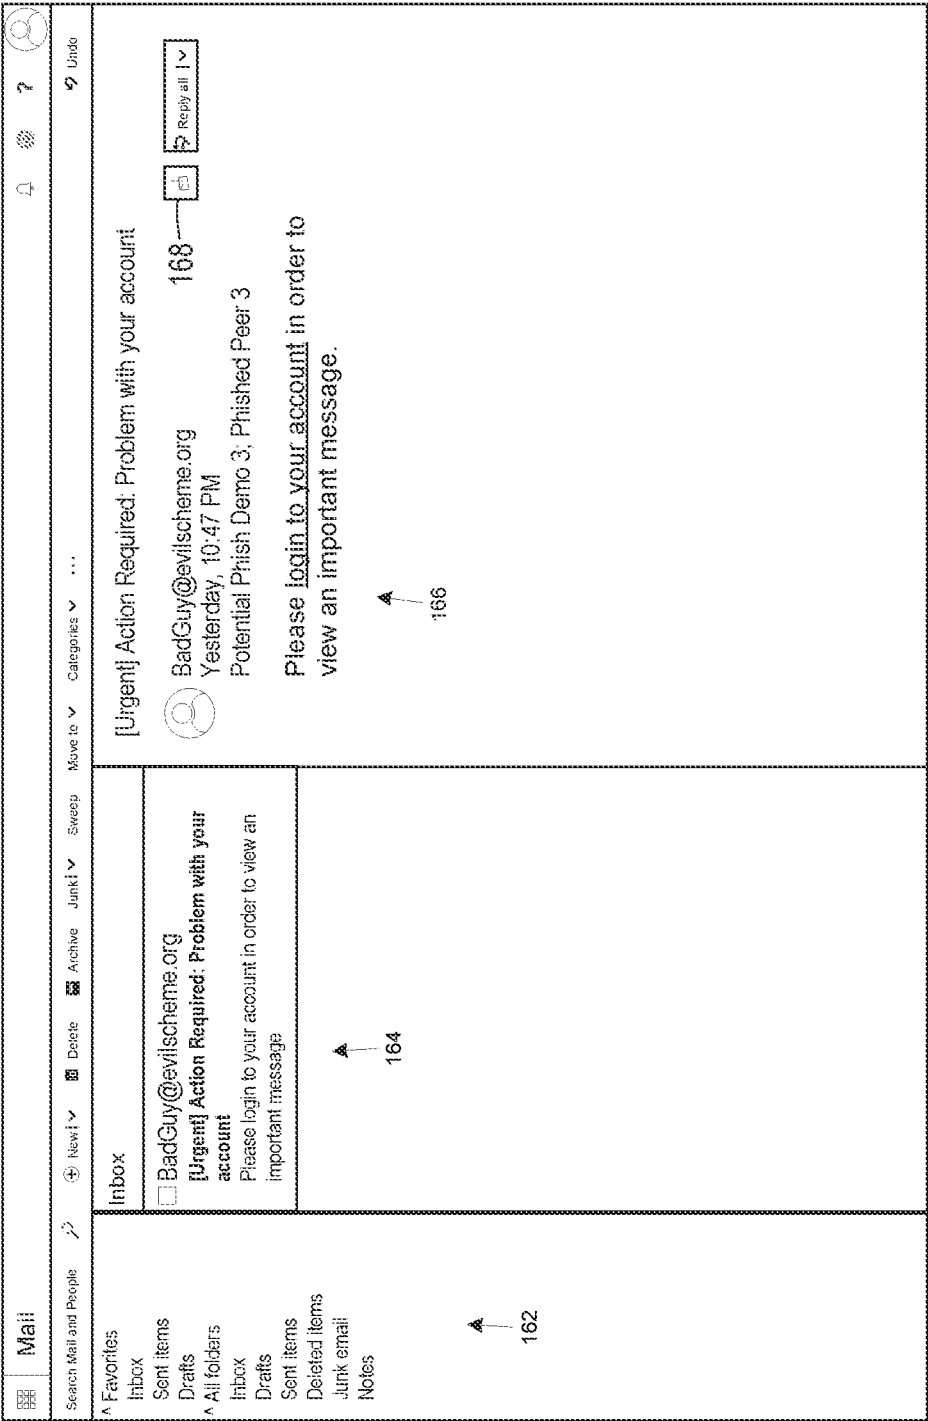 Mail
?
Search Mail and People
New | Delete Archive Junk | Sweep Move to Categories ...
Undo
^ Favorites
Inbox
Sent items
Drafts
^ All folders
Inbox
Drafts
Sent items
Deleted items
Junk email
Notes
162
Inbox
BadGuy@evilscheme.org
[Urgent] Action Required: Problem with your
account
Please login to your account in order to view an
important message
164
[Urgent] Action Required: Problem with your account
BadGuy@evilscheme.org
Yesterday, 10:47 PM
Potential Phish Demo 3; Phished Peer 3
168
Reply all |
Please login to your account in order to
view an important message.
166